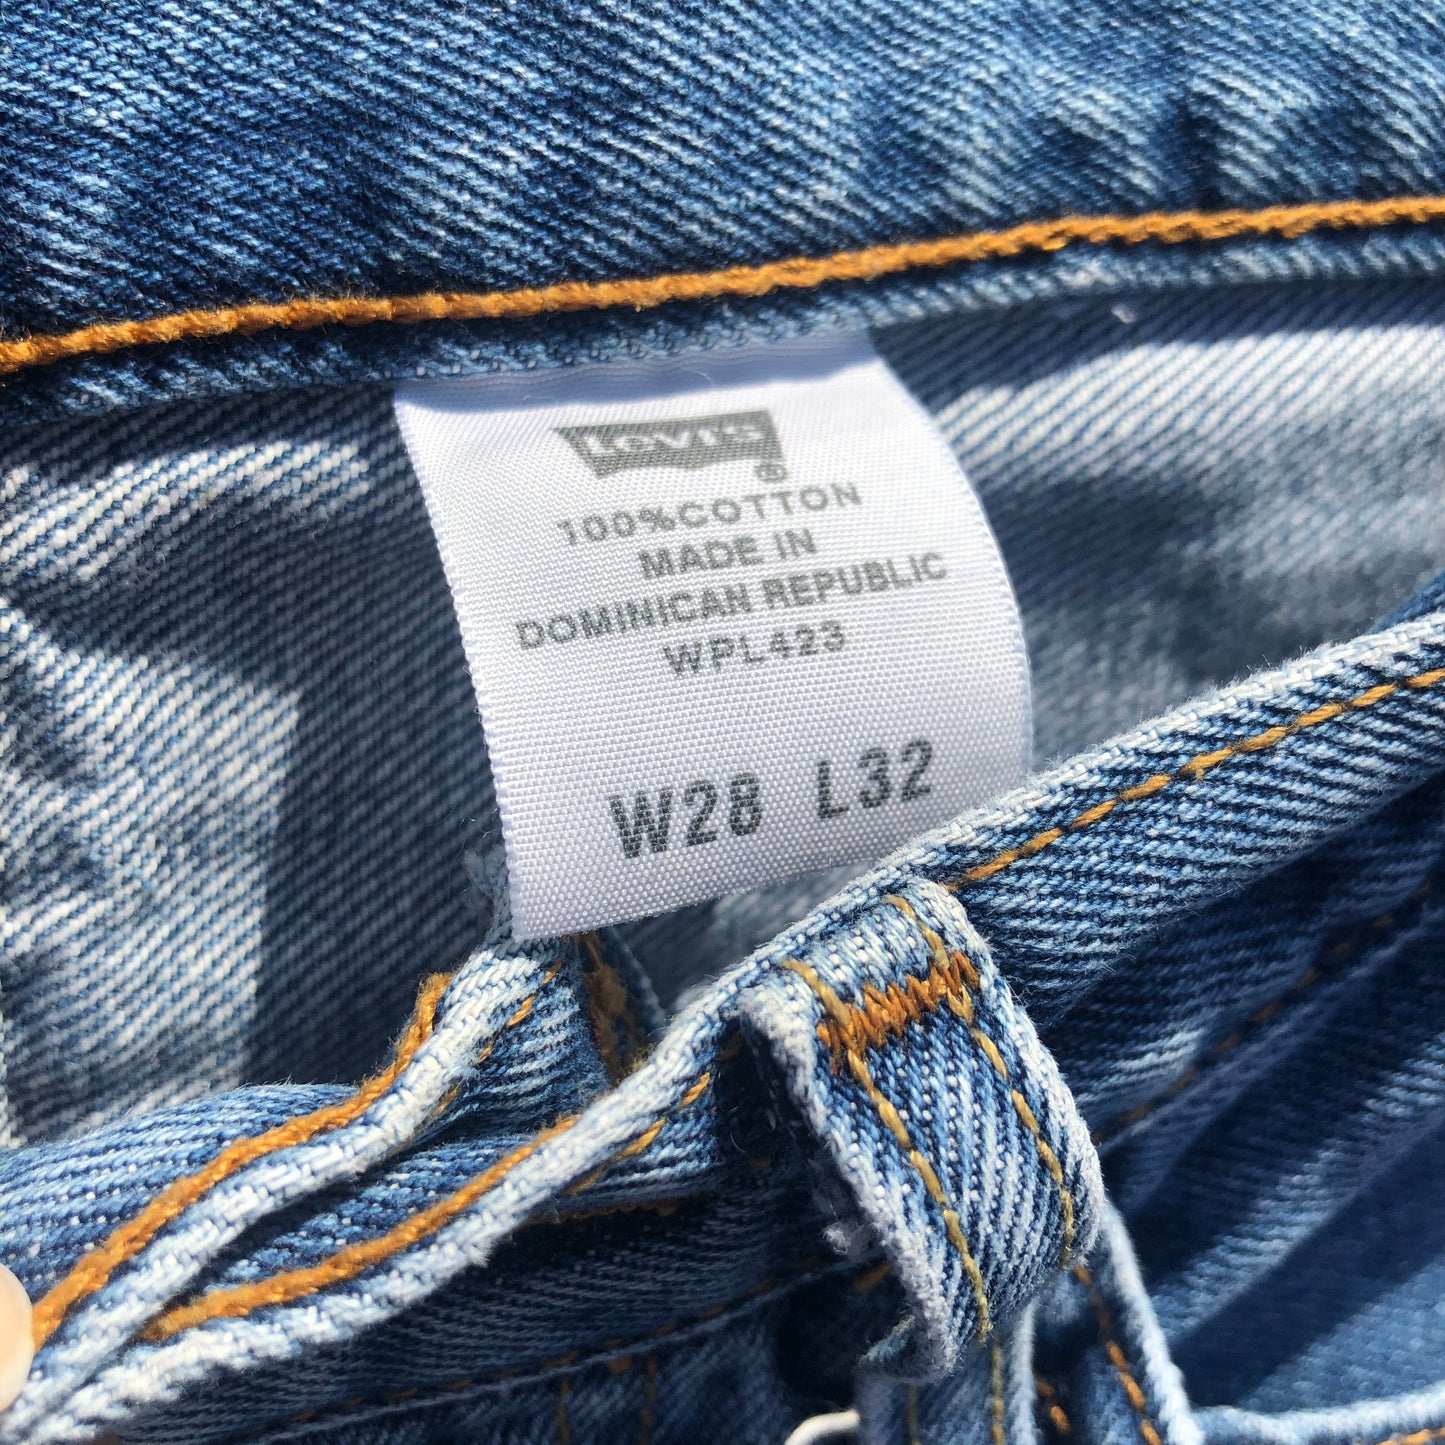 Levi's
®
100%COTTON
MADE IN
DOMINICAN REPUBLIC
WPL423
W28 L32